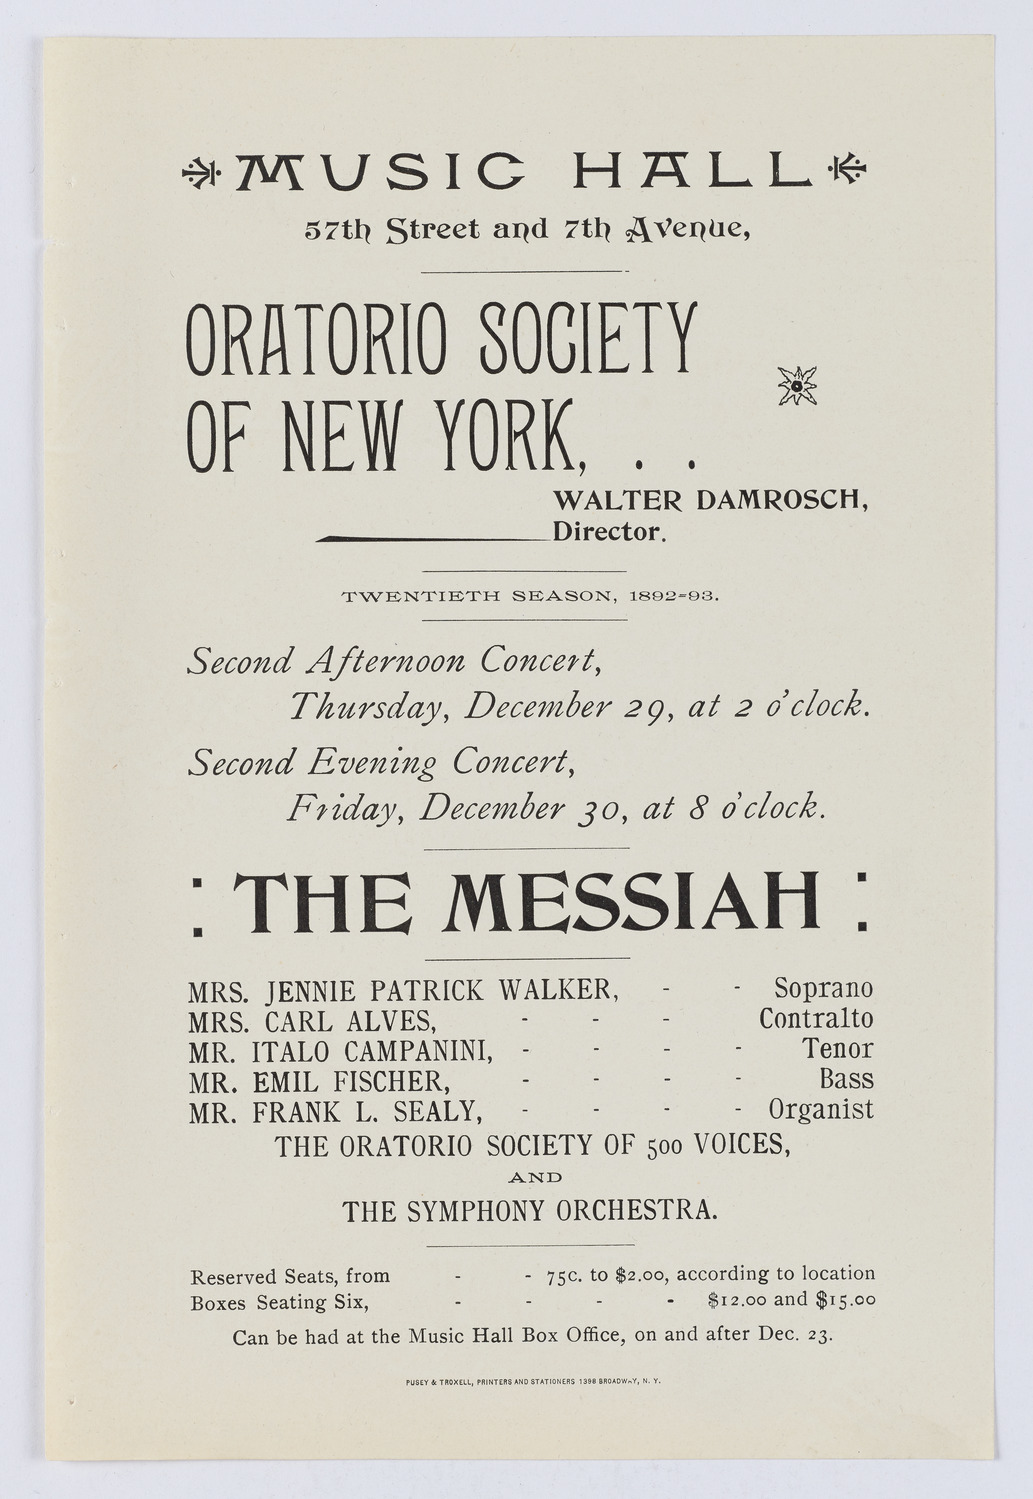 MUSIC HALL
57th Street and 7th Avenue,
ORATORIO SOCIETY
OF NEW YORK, . .
WALTER DAMROSCH,
Director.
TWENTIETH SEASON, 1892-93.
Second Afternoon Concert,
Thursday, December 29, at 2 o'clock.
Second Evening Concert,
Friday, December 30, at 8 o'clock.
: THE MESSIAH :
MRS. JENNIE PATRICK WALKER, - - Soprano
MRS. CARL ALVES, - - - Contralto
MR. ITALO CAMPANINI, - - - - Tenor
MR. EMIL FISCHER, - - - - Bass
MR. FRANK L. SEALY, - - - - Organist
THE ORATORIO SOCIETY OF 500 VOICES,
AND
THE SYMPHONY ORCHESTRA.
Reserved Seats, from - - 75c. to $2.00, according to location
Boxes Seating Six, - - - - $12.00 and $15.00
Can be had at the Music Hall Box Office, on and after Dec. 23.
PUSEY & TROXELL, PRINTERS AND STATIONERS 1398 BROADWAY, N. Y.